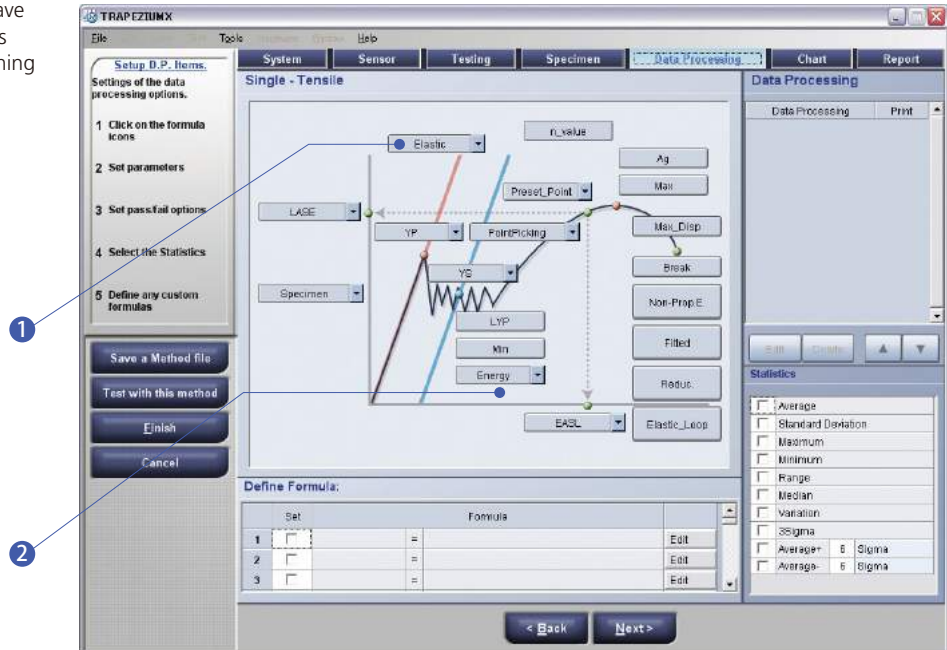 ave
s
ning
TRAPEZIUMX
File Tools Help
Setup D.P. Items.
Settings of the data
processing options.
1 Click on the formula
icons
2 Set parameters
3 Set pass/fail options
4 Select the Statistics
5 Define any custom
formulas
Save a Method file
Test with this method
Finish
Cancel
1
2
System Sensor Testing Specimen Data Processing Chart Report
Single - Tensile
Elastic
n_value
Ag
Preset_Point
Max
LASE
YP
PointPicking
Max_Disp
YS
Break
Specimen
Non-Prop.E
LYP
Min
Fitted
Energy
Redus.
EASL
Elastic_Loop
Define Formula:
Set Formula
1 = Edit
2 = Edit
3 = Edit
Data Processing
Data Processing Print
Edit Delete
Statistics
Average
Standard Deviation
Maximum
Minimum
Range
Median
Variation
3Sigma
Average+ 6 Sigma
Average- 6 Sigma
< Back Next >